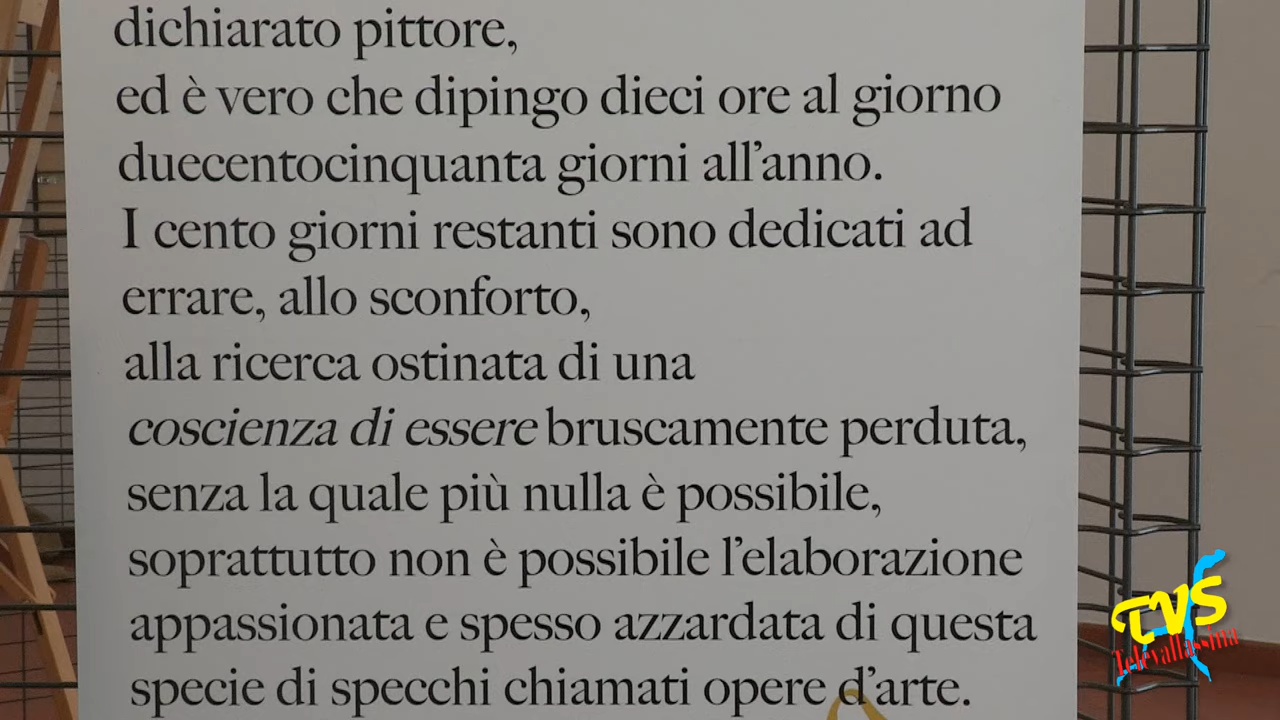 dichiarato pittore,
ed è vero che dipingo dieci ore al giorno
duecentocinquanta giorni all'anno.
I cento giorni restanti sono dedicati ad
errare, allo sconforto,
alla ricerca ostinata di una
coscienza di essere bruscamente perduta,
senza la quale più nulla è possibile,
soprattutto non è possibile l'elaborazione
appassionata e spesso azzardata di questa
specie di specchi chiamati opere d'arte.
TVS
Televallassina